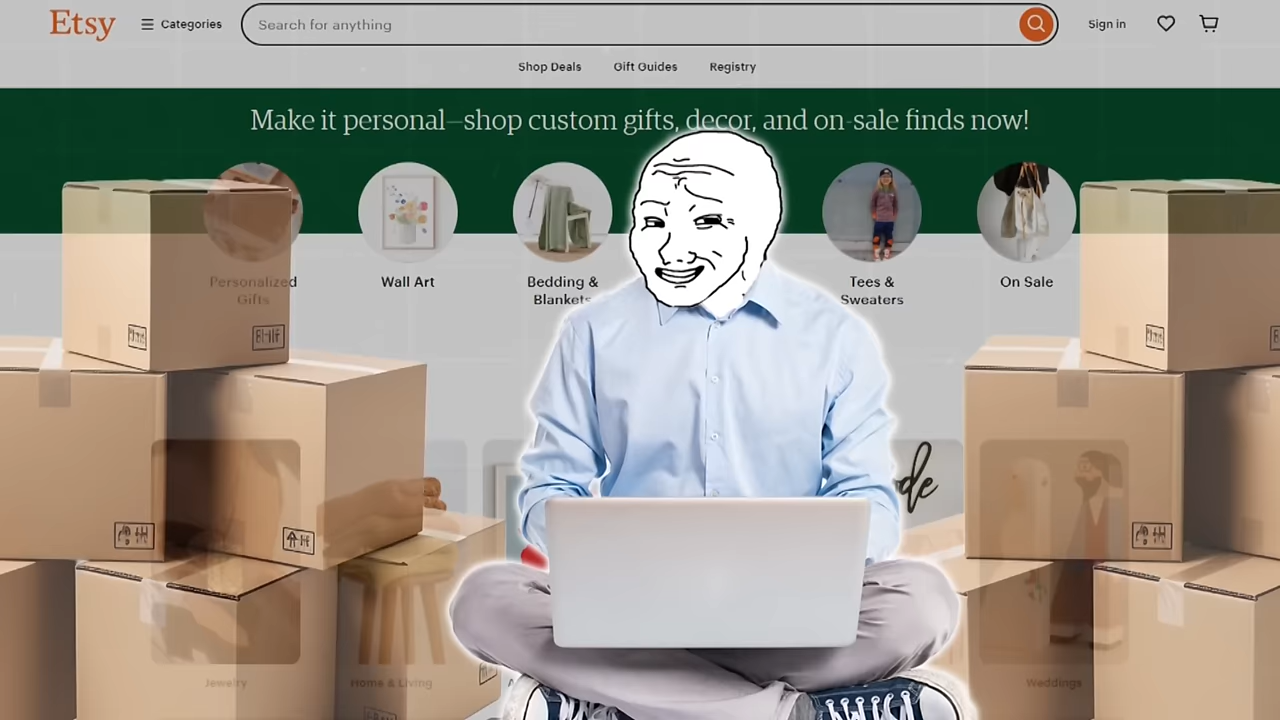 Etsy
Categories
Search for anything
Sign in
Shop Deals
Gift Guides
Registry
Make it personal—shop custom gifts, decor, and on-sale finds now!
Personalized
Gifts
Wall Art
Bedding &
Blankets
Tees &
Sweaters
On Sale
de
Jewelry
Home & Living
Weddings